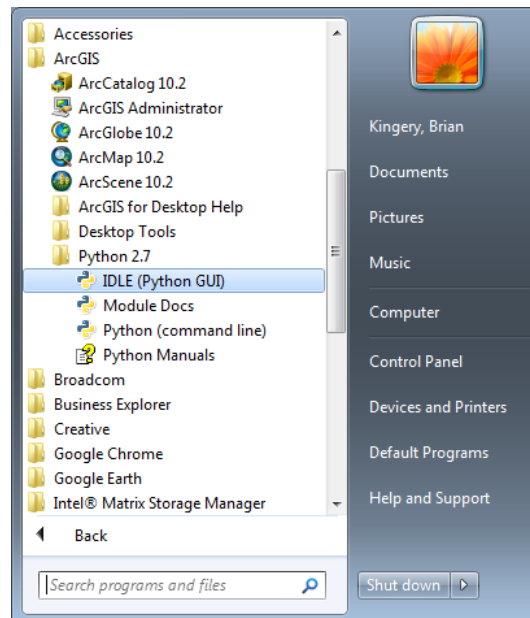 Accessories
ArcGIS
ArcCatalog 10.2
ArcGIS Administrator
ArcGlobe 10.2
ArcMap 10.2
ArcScene 10.2
ArcGIS for Desktop Help
Desktop Tools
Python 2.7
IDLE (Python GUI)
Module Docs
Python (command line)
Python Manuals
Broadcom
Business Explorer
Creative
Google Chrome
Google Earth
Intel® Matrix Storage Manager
Back
Search programs and files
Kingery, Brian
Documents
Pictures
Music
Computer
Control Panel
Devices and Printers
Default Programs
Help and Support
Shut down